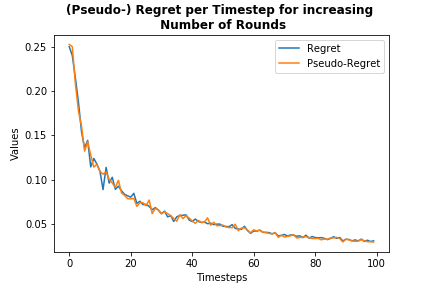 (Pseudo-) Regret per Timestep for increasing
Number of Rounds
Regret
Pseudo-Regret
Values
0.25
0.20
0.15
0.10
0.05
0
20
40
60
80
100
Timesteps